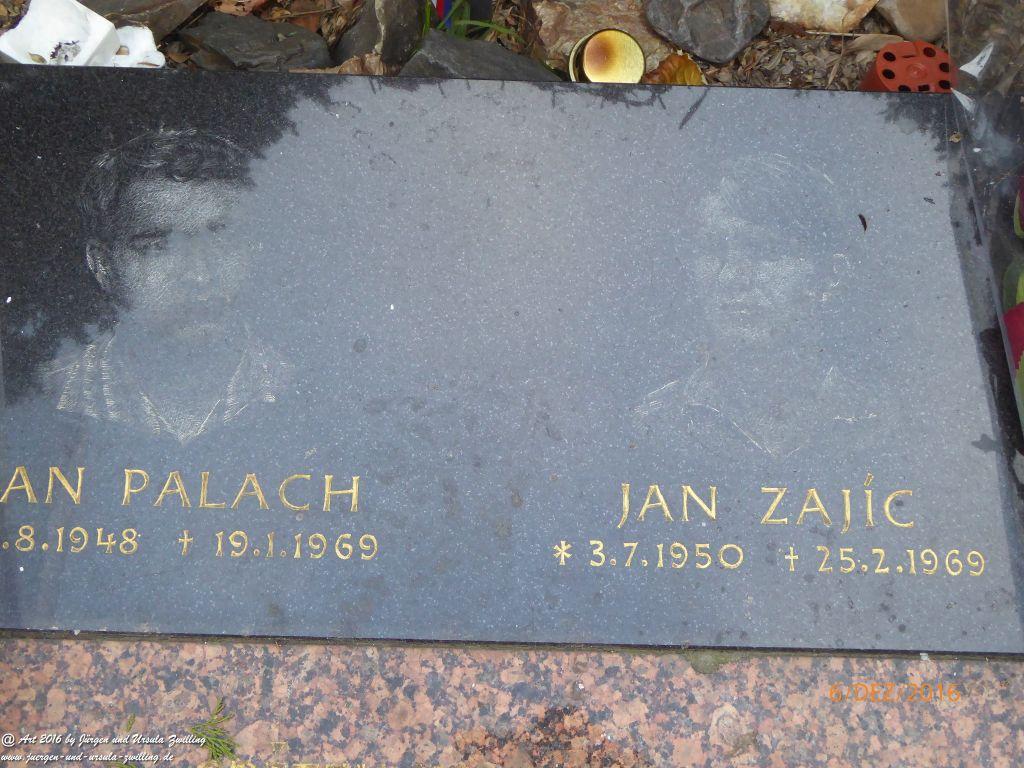 AN PALACH
.8.1948 † 19.1.1969
JAN ZAJÍC
* 3.7.1950 † 25.2.1969
6/DEZ/2016
@ Art 2016 by Jürgen und Ursula Zwilling
www.juergen-und-ursula-zwilling.de